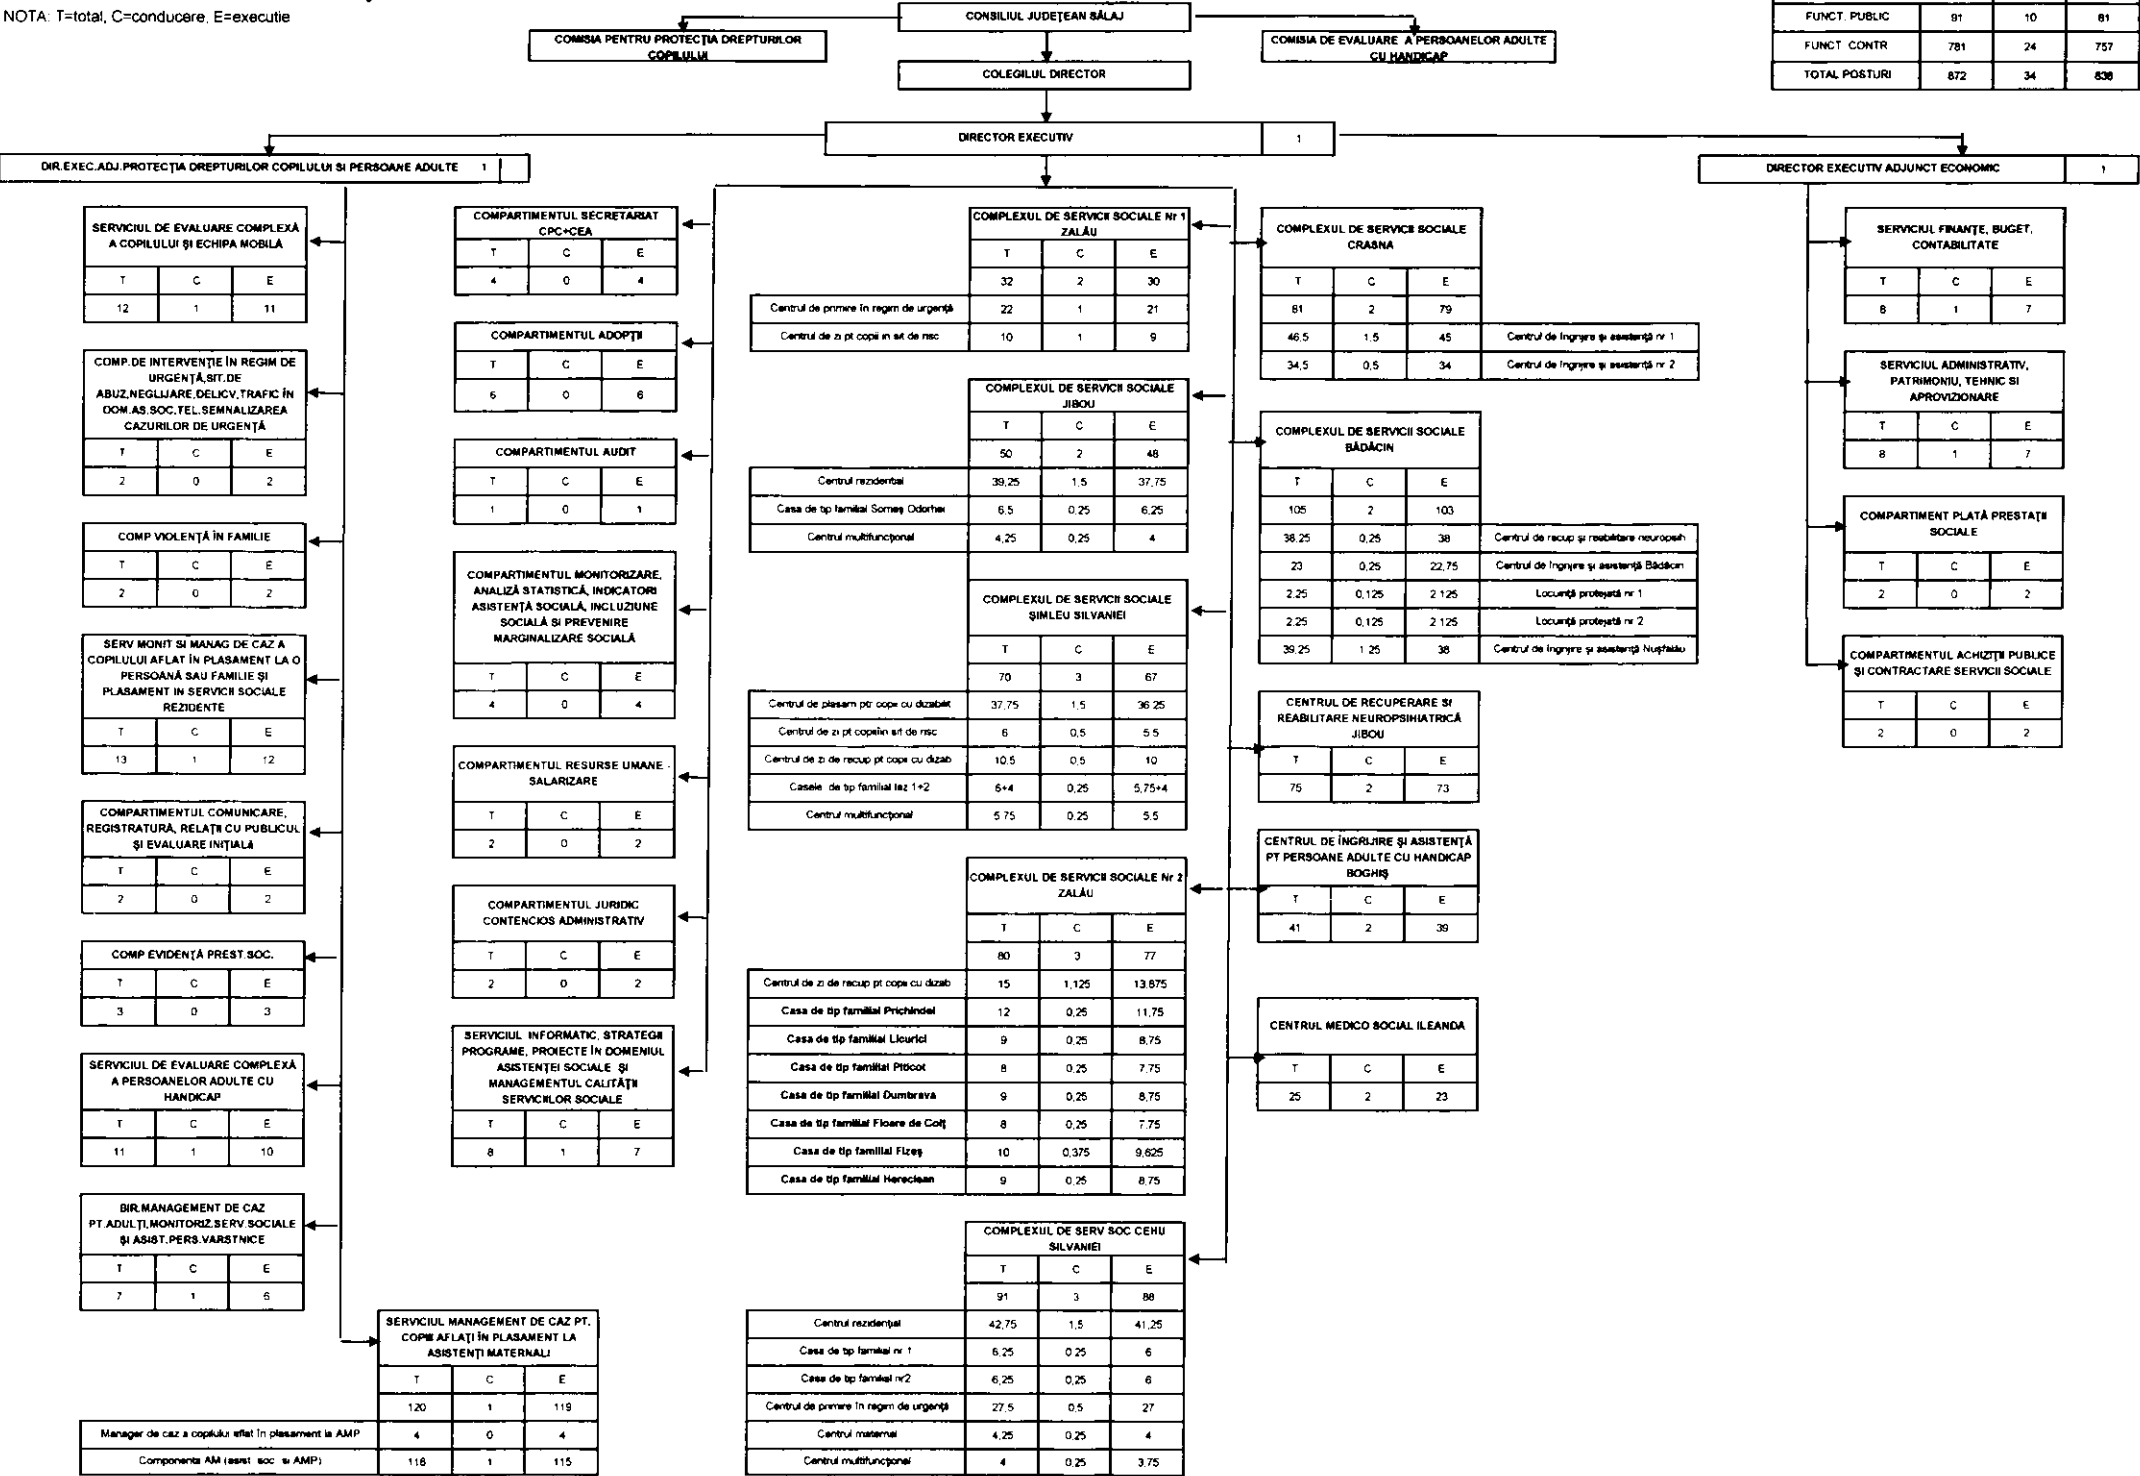 NOTA: T=total, C=conducere, E=executie
CONSILIUL JUDEȚEAN SĂLAJ
COMISIA PENTRU PROTECȚIA DREPTURILOR
COPILULUI
COMISIA DE EVALUARE A PERSOANELOR ADULTE
CU HANDICAP
COLEGIUL DIRECTOR
FUNCT. PUBLIC 91 10 81
FUNCT CONTR 781 24 757
TOTAL POSTURI 872 34 838
DIRECTOR EXECUTIV 1
DIR.EXEC.ADJ.PROTECȚIA DREPTURILOR COPILULUI SI PERSOANE ADULTE 1
DIRECTOR EXECUTIV ADJUNCT ECONOMIC 1
SERVICIUL DE EVALUARE COMPLEXĂ
A COPILULUI ȘI ECHIPA MOBILĂ
T C E
12 1 11
COMP.DE INTERVENȚIE ÎN REGIM DE
URGENȚĂ,SIT.DE
ABUZ,NEGLIJARE,DELICV,TRAFIC ÎN
DOM.AS.SOC,TEL.SEMNALIZAREA
CAZURILOR DE URGENȚĂ
T C E
2 0 2
COMP VIOLENȚĂ ÎN FAMILIE
T C E
2 0 2
SERV MONIT SI MANAG DE CAZ A
COPILULUI AFLAT ÎN PLASAMENT LA O
PERSOANĂ SAU FAMILIE ȘI
PLASAMENT IN SERVICII SOCIALE
REZIDENTE
T C E
13 1 12
COMPARTIMENTUL COMUNICARE,
REGISTRATURĂ, RELAȚII CU PUBLICUL
ȘI EVALUARE INIȚIALĂ
T C E
2 0 2
COMP EVIDENȚĂ PREST.SOC.
T C E
3 0 3
SERVICIUL DE EVALUARE COMPLEXĂ
A PERSOANELOR ADULTE CU
HANDICAP
T C E
11 1 10
BIR.MANAGEMENT DE CAZ
PT.ADULȚI,MONITORIZ.SERV.SOCIALE
ȘI ASIST.PERS.VARSTNICE
T C E
7 1 6
SERVICIUL MANAGEMENT DE CAZ PT.
COPIII AFLAȚI ÎN PLASAMENT LA
ASISTENȚI MATERNALI
T C E
120 1 119
Manager de caz a copilului aflat în plasament la AMP 4 0 4
Componenta AM (asist soc si AMP) 116 1 115
COMPARTIMENTUL SECRETARIAT
CPC+CEA
T C E
4 0 4
COMPARTIMENTUL ADOPȚII
T C E
6 0 6
COMPARTIMENTUL AUDIT
T C E
1 0 1
COMPARTIMENTUL MONITORIZARE,
ANALIZĂ STATISTICĂ, INDICATORI
ASISTENȚĂ SOCIALĂ, INCLUZIUNE
SOCIALĂ SI PREVENIRE
MARGINALIZARE SOCIALĂ
T C E
4 0 4
COMPARTIMENTUL RESURSE UMANE -
SALARIZARE
T C E
2 0 2
COMPARTIMENTUL JURIDIC
CONTENCIOS ADMINISTRATIV
T C E
2 0 2
SERVICIUL INFORMATIC, STRATEGII
PROGRAME, PROIECTE ÎN DOMENIUL
ASISTENȚEI SOCIALE ȘI
MANAGEMENTUL CALITĂȚII
SERVICIILOR SOCIALE
T C E
8 1 7
COMPLEXUL DE SERVICII SOCIALE Nr 1
ZALĂU
T C E
32 2 30
Centrul de primire în regim de urgență 22 1 21
Centrul de zi pt copii in sit de risc 10 1 9
COMPLEXUL DE SERVICII SOCIALE
JIBOU
T C E
50 2 48
Centrul rezidential 39,25 1,5 37,75
Casa de tip familial Someș Odorhei 6,5 0,25 6,25
Centrul multifuncțional 4,25 0,25 4
COMPLEXUL DE SERVICII SOCIALE
ȘIMLEU SILVANIEI
T C E
70 3 67
Centrul de plasam ptr copii cu dizabilit 37,75 1,5 36 25
Centrul de zi pt copii in sit de risc 6 0,5 5,5
Centrul de zi de recup pt copii cu dizab 10,5 0,5 10
Casele de tip familial Iaz 1+2 6+4 0,25 5,75+4
Centrul multifuncțional 5 75 0,25 5,5
COMPLEXUL DE SERVICII SOCIALE Nr 2
ZALĂU
T C E
80 3 77
Centrul de zi de recup pt copii cu dizab 15 1,125 13,875
Casa de tip familial Prichindel 12 0,25 11,75
Casa de tip familial Licurici 9 0,25 8,75
Casa de tip familial Piticot 8 0,25 7,75
Casa de tip familial Dumbrava 9 0,25 8,75
Casa de tip familial Floare de Colț 8 0,25 7,75
Casa de tip familial Fizeș 10 0,375 9,625
Casa de tip familial Hereclean 9 0,25 8,75
COMPLEXUL DE SERV SOC CEHU
SILVANIEI
T C E
91 3 88
Centrul rezidențial 42,75 1,5 41,25
Casa de tip familial nr 1 6,25 0 25 6
Casa de tip familial nr2 6,25 0,25 6
Centrul de primire în regim de urgență 27,5 0,5 27
Centrul maternal 4,25 0,25 4
Centrul multifuncțional 4 0,25 3,75
COMPLEXUL DE SERVICII SOCIALE
CRASNA
T C E
81 2 79
46,5 1,5 45 Centrul de îngrijire și asistență nr 1
34,5 0,5 34 Centrul de îngrijire și asistență nr 2
COMPLEXUL DE SERVICII SOCIALE
BĂDĂCIN
T C E
105 2 103
38,25 0,25 38 Centrul de recup și reabilitare neuropsih
23 0,25 22,75 Centrul de îngrijire și asistență Bădăcin
2,25 0,125 2 125 Locuință protejată nr 1
2,25 0,125 2 125 Locuință protejată nr 2
39,25 1 25 38 Centrul de îngrijire și asistență Nușfalău
CENTRUL DE RECUPERARE SI
REABILITARE NEUROPSIHIATRICĂ
JIBOU
T C E
75 2 73
CENTRUL DE ÎNGRIJIRE ȘI ASISTENȚĂ
PT PERSOANE ADULTE CU HANDICAP
BOGHIȘ
T C E
41 2 39
CENTRUL MEDICO SOCIAL ILEANDA
T C E
25 2 23
SERVICIUL FINANȚE, BUGET,
CONTABILITATE
T C E
8 1 7
SERVICIUL ADMINISTRATIV,
PATRIMONIU, TEHNIC SI
APROVIZIONARE
T C E
8 1 7
COMPARTIMENT PLATĂ PRESTAȚII
SOCIALE
T C E
2 0 2
COMPARTIMENTUL ACHIZIȚII PUBLICE
ȘI CONTRACTARE SERVICII SOCIALE
T C E
2 0 2